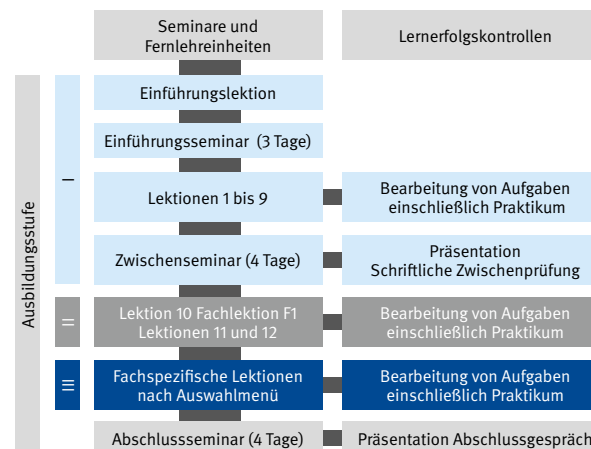 Seminare und
Fernlehreinheiten
Lernerfolgskontrollen
Ausbildungsstufe
I
Einführungslektion
Einführungsseminar (3 Tage)
Lektionen 1 bis 9
Bearbeitung von Aufgaben
einschließlich Praktikum
Zwischenseminar (4 Tage)
Präsentation
Schriftliche Zwischenprüfung
II
Lektion 10 Fachlektion F1
Lektionen 11 und 12
Bearbeitung von Aufgaben
einschließlich Praktikum
III
Fachspezifische Lektionen
nach Auswahlmenü
Bearbeitung von Aufgaben
einschließlich Praktikum
Abschlussseminar (4 Tage)
Präsentation Abschlussgespräch